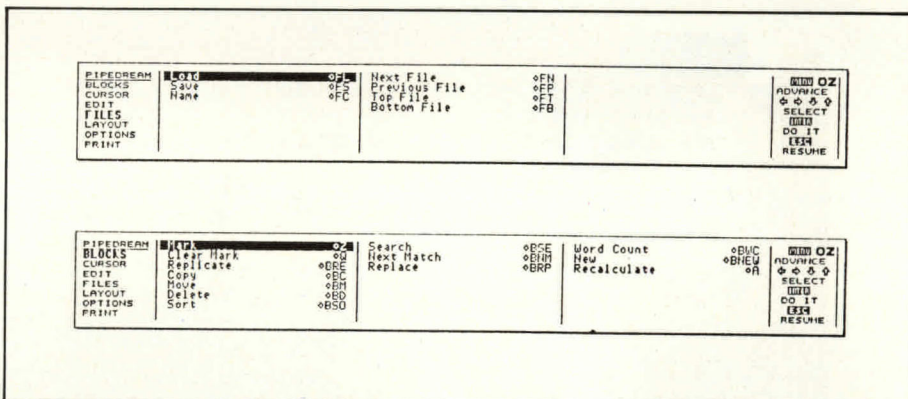 PIPEDREAM
BLOCKS
CURSOR
EDIT
FILES
LAYOUT
OPTIONS
PRINT
Load ◇FL
Save ◇FS
Name ◇FC
Next File ◇FN
Previous File ◇FP
Top File ◇FT
Bottom File ◇FB
MENU OZ
ADVANCE
⇦ ⇨ ⇩ ⇧
SELECT
ENTER
DO IT
ESC
RESUME
PIPEDREAM
BLOCKS
CURSOR
EDIT
FILES
LAYOUT
OPTIONS
PRINT
Mark ◇Z
Clear Mark ◇Q
Replicate ◇BRE
Copy ◇BC
Move ◇BM
Delete ◇BD
Sort ◇BSO
Search ◇BSE
Next Match ◇BNM
Replace ◇BRP
Word Count ◇BWC
New ◇BNEW
Recalculate ◇A
MENU OZ
ADVANCE
⇦ ⇨ ⇩ ⇧
SELECT
ENTER
DO IT
ESC
RESUME